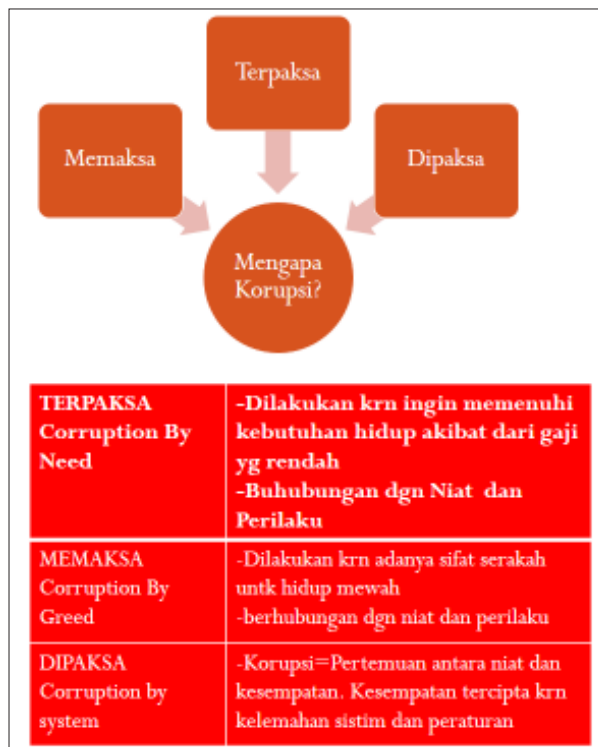 Terpaksa
Memaksa
Dipaksa
Mengapa
Korupsi?
TERPAKSA
Corruption By
Need
-Dilakukan krn ingin memenuhi
kebutuhan hidup akibat dari gaji
yg rendah
-Buhubungan dgn Niat dan
Perilaku
MEMAKSA
Corruption By
Greed
-Dilakukan krn adanya sifat serakah
untk hidup mewah
-berhubungan dgn niat dan perilaku
DIPAKSA
Corruption by
system
-Korupsi=Pertemuan antara niat dan
kesempatan. Kesempatan tercipta krn
kelemahan sistim dan peraturan